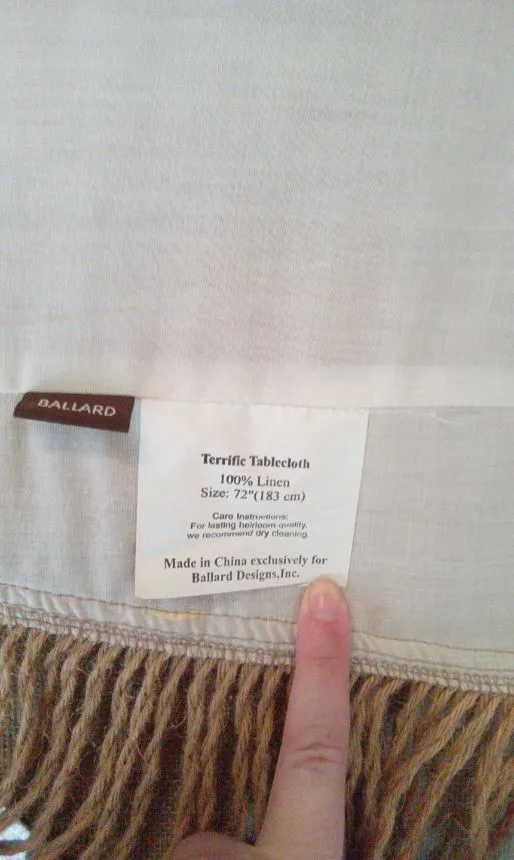 BALLARD
Terrific Tablecloth
100% Linen
Size: 72"(183 cm)
Care Instructions:
For lasting heirloom quality,
we recommend dry cleaning.
Made in China exclusively for
Ballard Designs,Inc.